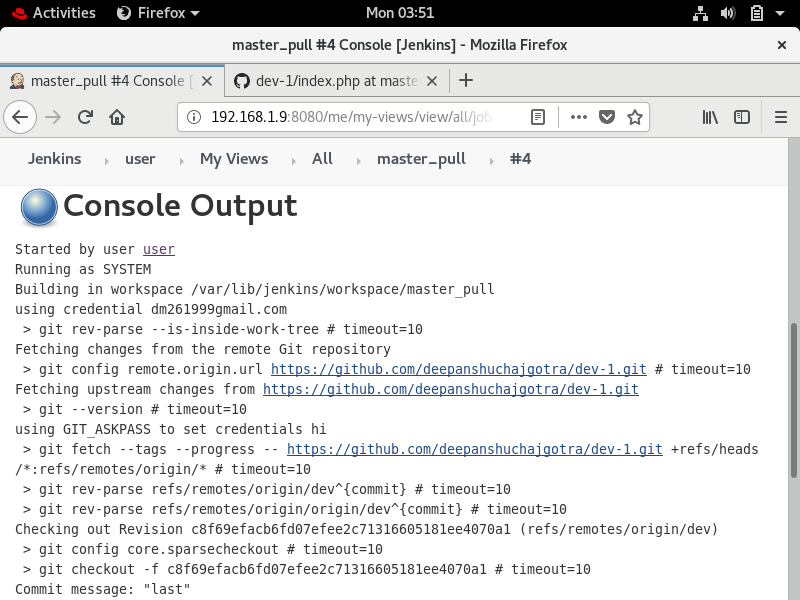 Activities Firefox Mon 03:51
master_pull #4 Console [Jenkins] - Mozilla Firefox
master_pull #4 Console [ dev-1/index.php at maste
192.168.1.9:8080/me/my-views/view/all/job
Jenkins user My Views All master_pull #4
Console Output
Started by user user
Running as SYSTEM
Building in workspace /var/lib/jenkins/workspace/master_pull
using credential dm261999gmail.com
> git rev-parse --is-inside-work-tree # timeout=10
Fetching changes from the remote Git repository
> git config remote.origin.url https://github.com/deepanshuchajgotra/dev-1.git # timeout=10
Fetching upstream changes from https://github.com/deepanshuchajgotra/dev-1.git
> git --version # timeout=10
using GIT_ASKPASS to set credentials hi
> git fetch --tags --progress -- https://github.com/deepanshuchajgotra/dev-1.git +refs/heads
/*:refs/remotes/origin/* # timeout=10
> git rev-parse refs/remotes/origin/dev^{commit} # timeout=10
> git rev-parse refs/remotes/origin/origin/dev^{commit} # timeout=10
Checking out Revision c8f69efacb6fd07efee2c71316605181ee4070a1 (refs/remotes/origin/dev)
> git config core.sparsecheckout # timeout=10
> git checkout -f c8f69efacb6fd07efee2c71316605181ee4070a1 # timeout=10
Commit message: "last"